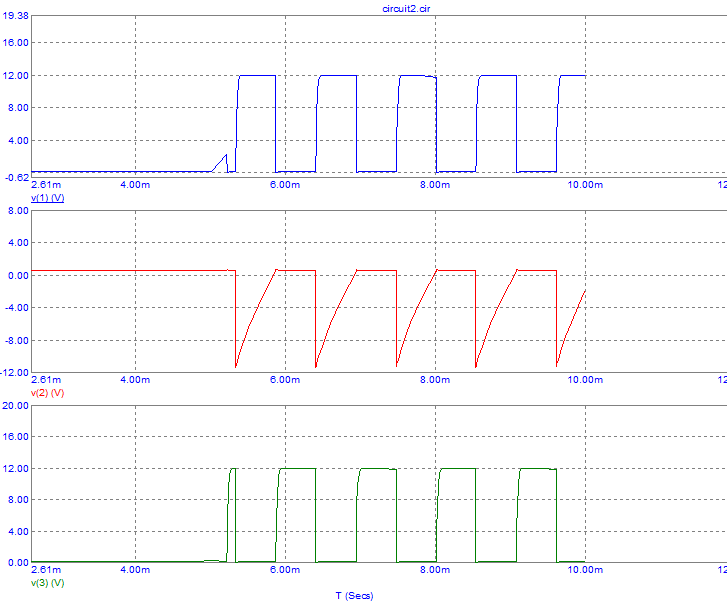 circuit2.cir
19.38
16.00
12.00
8.00
4.00
-0.62
2.61m 4.00m 6.00m 8.00m 10.00m 12
v(1) (V)
8.00
4.00
0.00
-4.00
-8.00
-12.00
2.61m 4.00m 6.00m 8.00m 10.00m 12
v(2) (V)
20.00
16.00
12.00
8.00
4.00
0.00
2.61m 4.00m 6.00m 8.00m 10.00m 12
v(3) (V)
T (Secs)